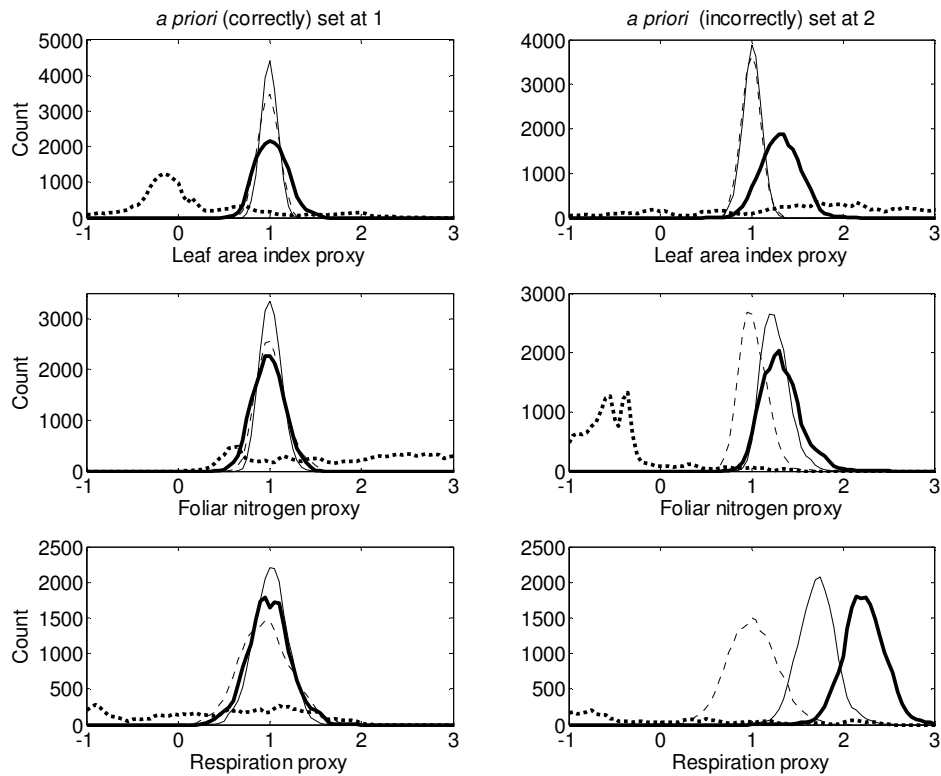 a priori (correctly) set at 1
a priori (incorrectly) set at 2
5000
4000
3000
2000
1000
0
Count
-1 0 1 2 3
Leaf area index proxy
4000
3000
2000
1000
0
-1 0 1 2 3
Leaf area index proxy
3000
2000
1000
0
Count
-1 0 1 2 3
Foliar nitrogen proxy
3000
2000
1000
0
-1 0 1 2 3
Foliar nitrogen proxy
2500
2000
1500
1000
500
0
Count
-1 0 1 2 3
Respiration proxy
2500
2000
1500
1000
500
0
-1 0 1 2 3
Respiration proxy